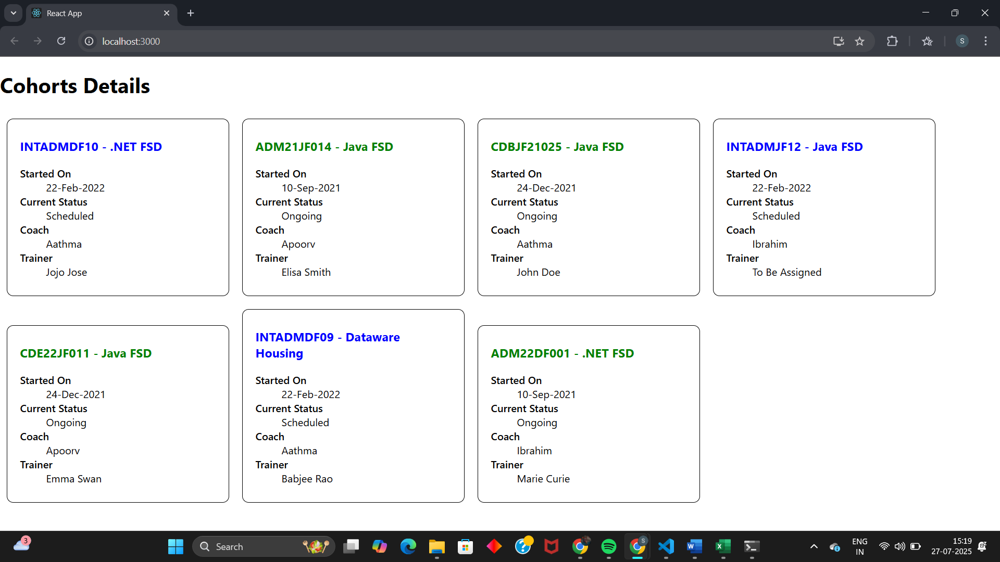 React App
localhost:3000
S
Cohorts Details
INTADMDF10 - .NET FSD
Started On
22-Feb-2022
Current Status
Scheduled
Coach
Aathma
Trainer
Jojo Jose
ADM21JF014 - Java FSD
Started On
10-Sep-2021
Current Status
Ongoing
Coach
Apoorv
Trainer
Elisa Smith
CDBJF21025 - Java FSD
Started On
24-Dec-2021
Current Status
Ongoing
Coach
Aathma
Trainer
John Doe
INTADMJF12 - Java FSD
Started On
22-Feb-2022
Current Status
Scheduled
Coach
Ibrahim
Trainer
To Be Assigned
CDE22JF011 - Java FSD
Started On
24-Dec-2021
Current Status
Ongoing
Coach
Apoorv
Trainer
Emma Swan
INTADMDF09 - Dataware
Housing
Started On
22-Feb-2022
Current Status
Scheduled
Coach
Aathma
Trainer
Babjee Rao
ADM22DF001 - .NET FSD
Started On
10-Sep-2021
Current Status
Ongoing
Coach
Ibrahim
Trainer
Marie Curie
3
Search
S
ENG
IN
15:19
27-07-2025